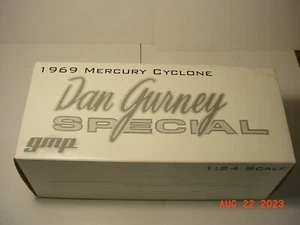 1969 Mercury Cyclone
Dan Gurney
SPECIAL
gmp
1:24 Scale
AUG 22 2023